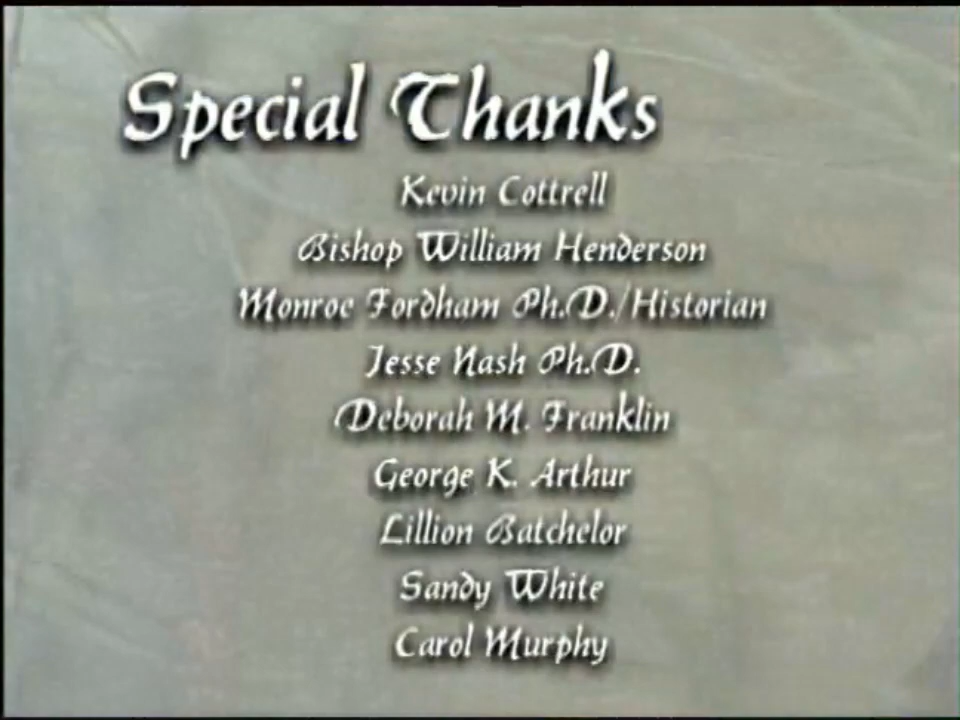 Special Thanks
Kevin Cottrell
Bishop William Henderson
Monroe Fordham Ph.D./Historian
Jesse Nash Ph.D.
Deborah M. Franklin
George K. Arthur
Lillion Batchelor
Sandy White
Carol Murphy